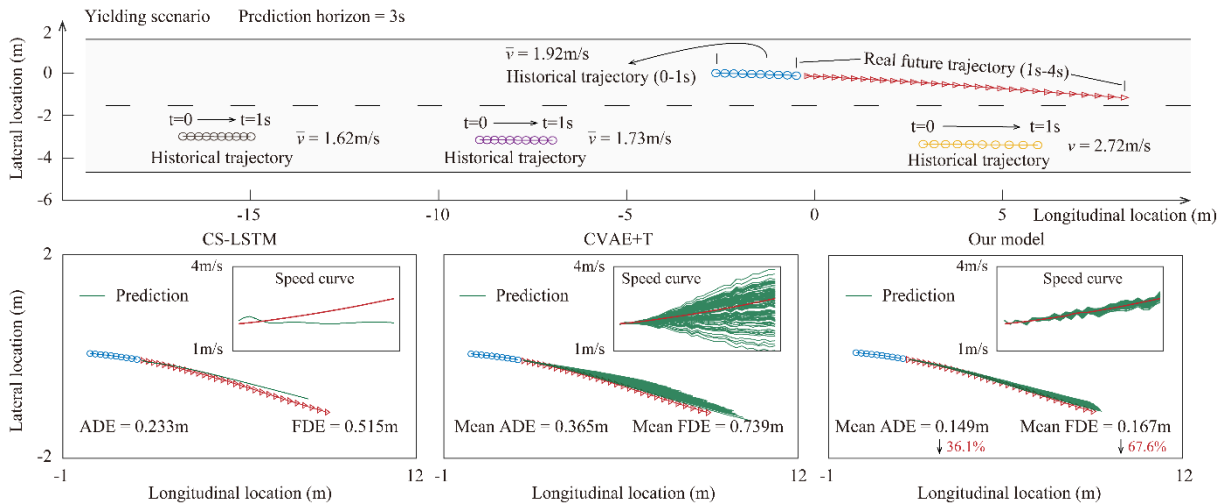 Yielding scenario Prediction horizon = 3s
2
0
-2
-4
-6
Lateral location (m)
v̅ = 1.92m/s
Historical trajectory (0-1s)
Real future trajectory (1s-4s)
t=0 t=1s
v̅ = 1.62m/s
Historical trajectory
t=0 t=1s
v̅ = 1.73m/s
Historical trajectory
t=0 t=1s
v = 2.72m/s
Historical trajectory
-15 -10 -5 0 5
Longitudinal location (m)
CS-LSTM
2
-2
Lateral location (m)
4m/s
Speed curve
1m/s
Prediction
ADE = 0.233m FDE = 0.515m
-1 12
Longitudinal location (m)
CVAE+T
4m/s
Speed curve
1m/s
Prediction
Mean ADE = 0.365m Mean FDE = 0.739m
-1 12
Longitudinal location (m)
Our model
4m/s
Speed curve
1m/s
Prediction
Mean ADE = 0.149m Mean FDE = 0.167m
↓ 36.1% ↓ 67.6%
-1 12
Longitudinal location (m)